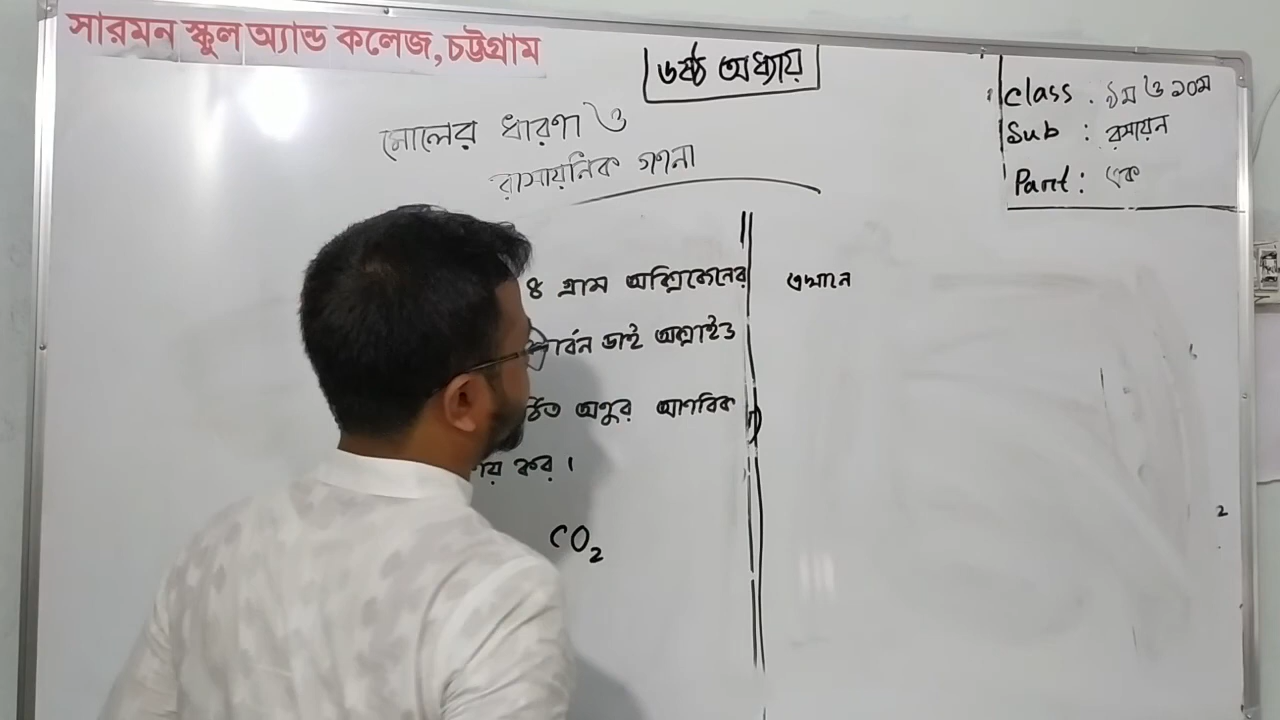 সারমন স্কুল অ্যান্ড কলেজ, চট্টগ্রাম
৬ষ্ঠ অধ্যায়
Class : ৯ম ও ১০ম
Sub : রসায়ন
Part : এক
মোলের ধারণা ও
রাসায়নিক গণনা
৪ গ্রাম অক্সিজেনের
কার্বন ডাই অক্সাইড
অণুর আণবিক
কর।
CO₂
এখানে
2